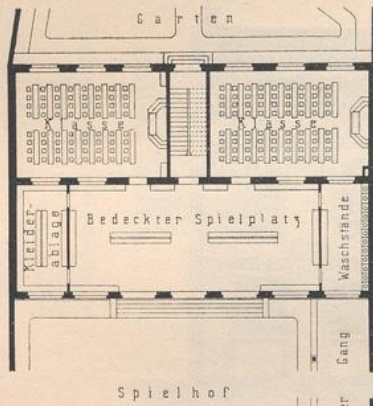 Garten
Klasse
Klasse
Kleider-
ablage
Bedeckter Spielplatz
Waschstände
Gang
Spielhof